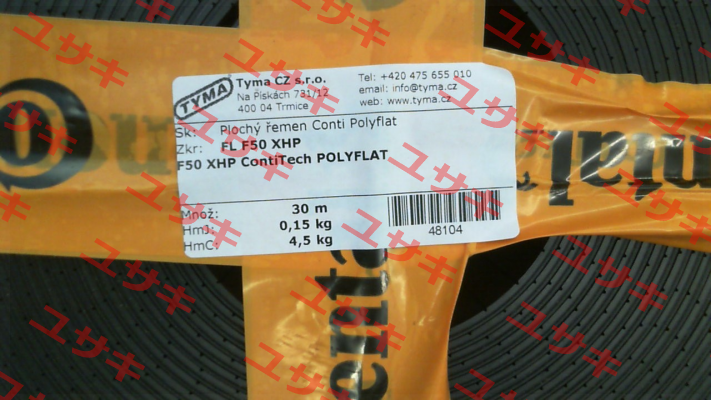 TYMA
Tyma CZ s.r.o.
Na Pískách 731/12
400 04 Trmice
Tel: +420 475 655 010
email: info@tyma.cz
web: www.tyma.cz
Sk: Plochý řemen Conti Polyflat
Zkr: FL F50 XHP
F50 XHP ContiTech POLYFLAT
Množ: 30 m
HmJ: 0,15 kg
HmC: 4,5 kg
48104
ユサキ